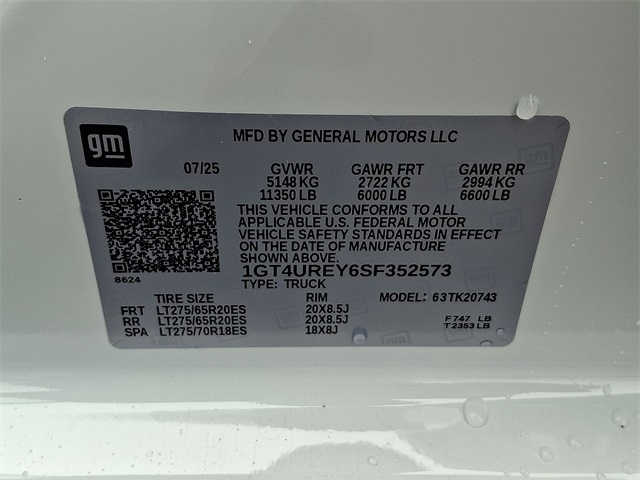 gm
MFD BY GENERAL MOTORS LLC
07/25 GVWR GAWR FRT GAWR RR
5148 KG 2722 KG 2994 KG
11350 LB 6000 LB 6600 LB
THIS VEHICLE CONFORMS TO ALL
APPLICABLE U.S. FEDERAL MOTOR
VEHICLE SAFETY STANDARDS IN EFFECT
ON THE DATE OF MANUFACTURE
SHOWN ABOVE.
8624
1GT4UREY6SF352573
TYPE: TRUCK
TIRE SIZE RIM MODEL: 63TK20743
FRT LT275/65R20ES 20X8.5J
RR LT275/65R20ES 20X8.5J
SPA LT275/70R18ES 18X8J
F 747 LB
T 2353 LB